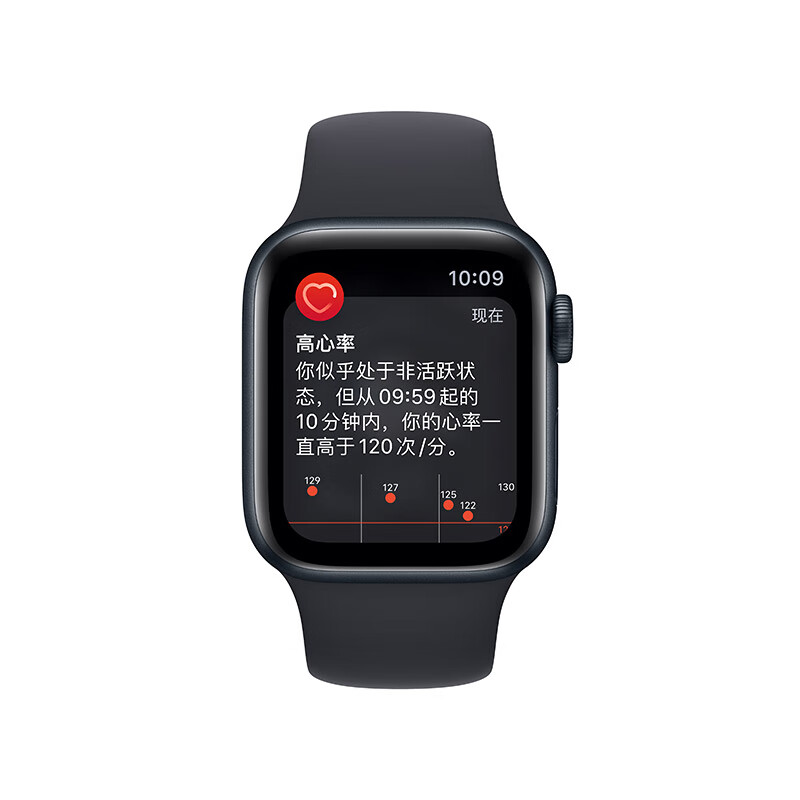 10:09
现在
高心率
你似乎处于非活跃状
态，但从09:59起的
10分钟内，你的心率一
直高于120次/分。
129
127
125
122
130